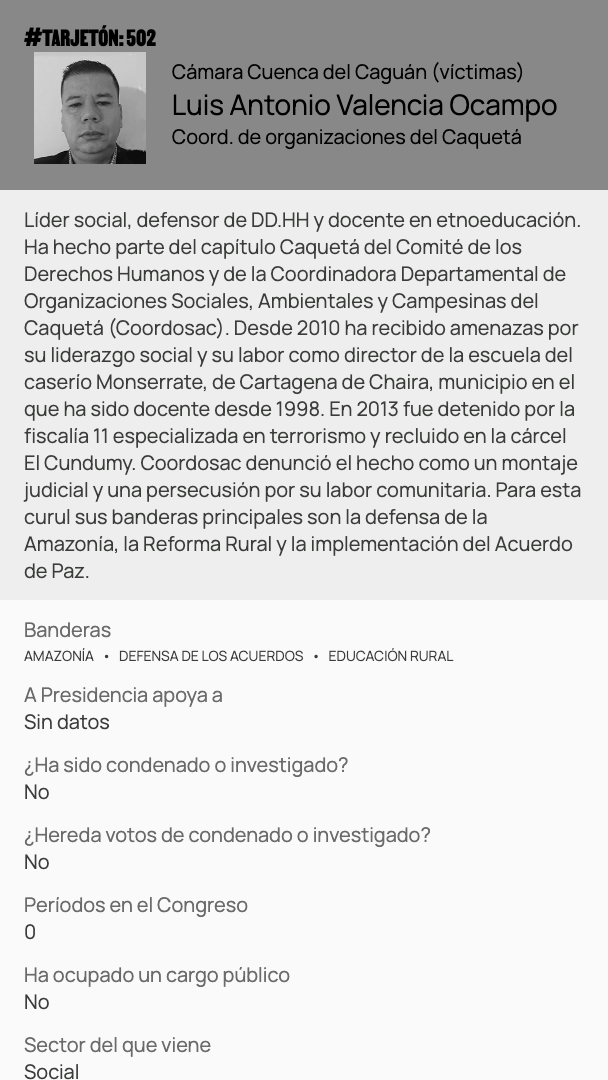 #TARJETÓN: 502
Cámara Cuenca del Caguán (víctimas)
Luis Antonio Valencia Ocampo
Coord. de organizaciones del Caquetá
Líder social, defensor de DD.HH y docente en etnoeducación.
Ha hecho parte del capítulo Caquetá del Comité de los
Derechos Humanos y de la Coordinadora Departamental de
Organizaciones Sociales, Ambientales y Campesinas del
Caquetá (Coordosac). Desde 2010 ha recibido amenazas por
su liderazgo social y su labor como director de la escuela del
caserío Monserrate, de Cartagena de Chaira, municipio en el
que ha sido docente desde 1998. En 2013 fue detenido por la
fiscalía 11 especializada en terrorismo y recluido en la cárcel
El Cundumy. Coordosac denunció el hecho como un montaje
judicial y una persecusión por su labor comunitaria. Para esta
curul sus banderas principales son la defensa de la
Amazonía, la Reforma Rural y la implementación del Acuerdo
de Paz.
Banderas
AMAZONÍA • DEFENSA DE LOS ACUERDOS • EDUCACIÓN RURAL
A Presidencia apoya a
Sin datos
¿Ha sido condenado o investigado?
No
¿Hereda votos de condenado o investigado?
No
Períodos en el Congreso
0
Ha ocupado un cargo público
No
Sector del que viene
Social